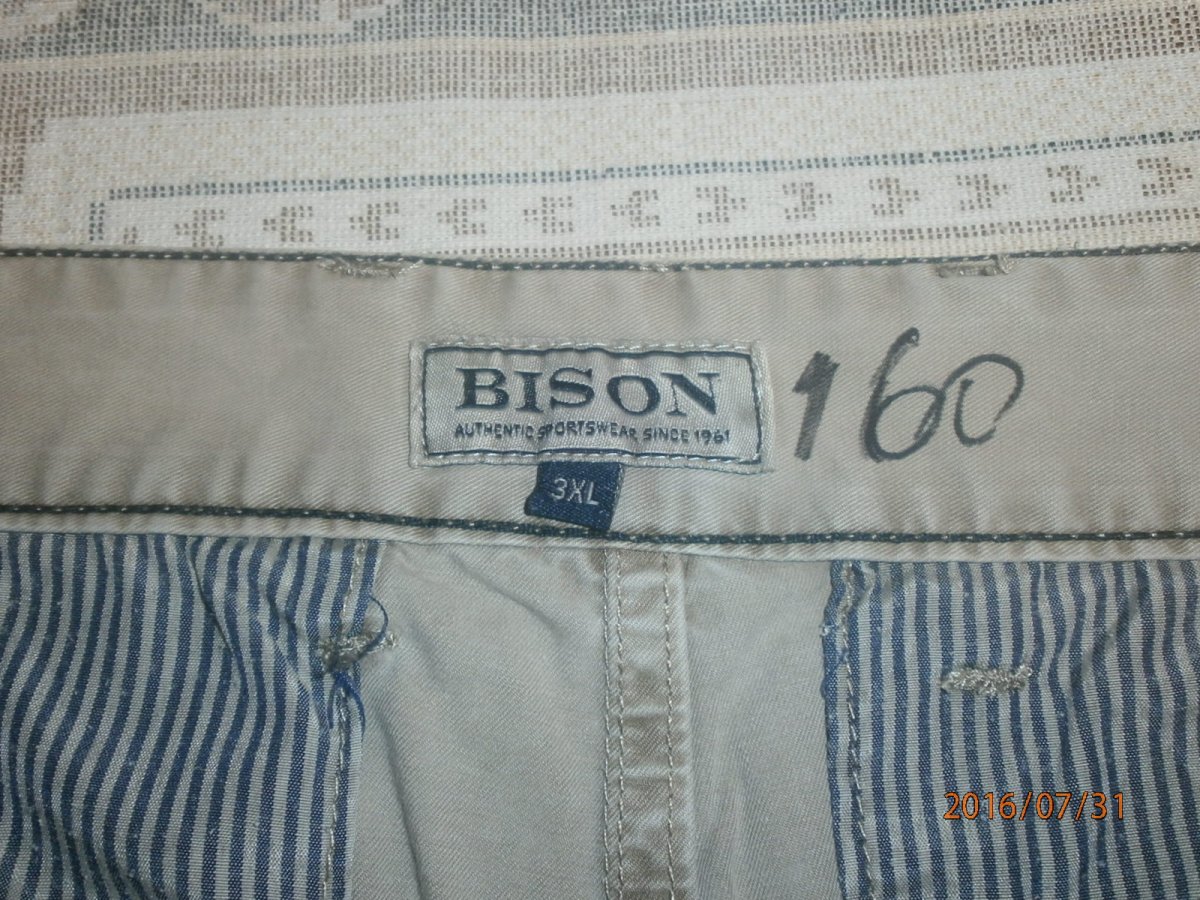 BISON
AUTHENTIC SPORTSWEAR SINCE 1961
3XL
160
2016/07/31